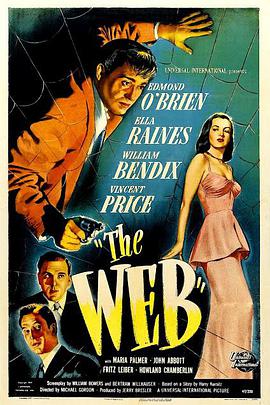 UNIVERSAL INTERNATIONAL presents
EDMOND
O'BRIEN
ELLA
RAINES
WILLIAM
BENDIX
VINCENT
PRICE
"The
WEB"
with MARIA PALMER · JOHN ABBOTT
FRITZ LEIBER · HOWLAND CHAMBERLIN
Screenplay by WILLIAM BOWERS and BERTRAM MILLHAUSER Based on a Story by Harry Kurnitz
Directed by MICHAEL GORDON Produced by JERRY BRESLER A UNIVERSAL-INTERNATIONAL PICTURE